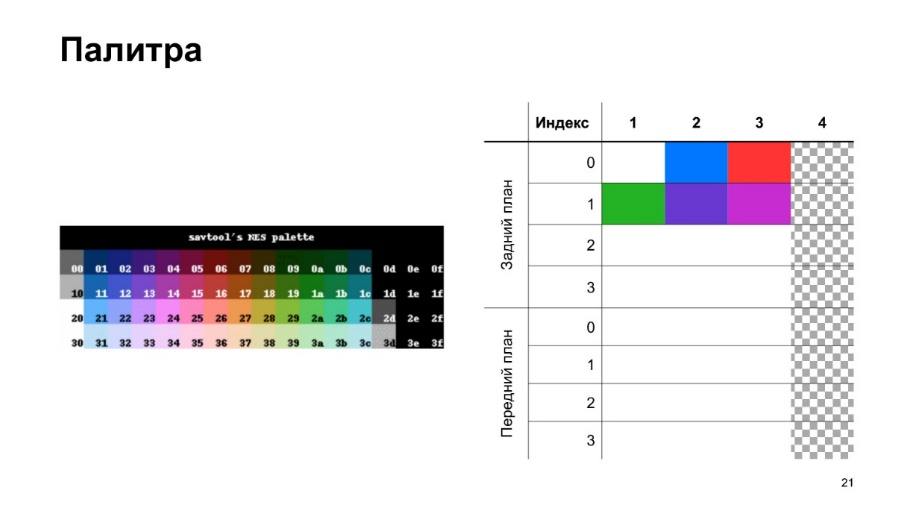 Палитра
savtool's NES palette
00 01 02 03 04 05 06 07 08 09 0a 0b 0c 0d 0e 0f
10 11 12 13 14 15 16 17 18 19 1a 1b 1c 1d 1e 1f
20 21 22 23 24 25 26 27 28 29 2a 2b 2c 2d 2e 2f
30 31 32 33 34 35 36 37 38 39 3a 3b 3c 3d 3e 3f
Индекс 1 2 3 4
Задний план
0
1
2
3
Передний план
0
1
2
3
21